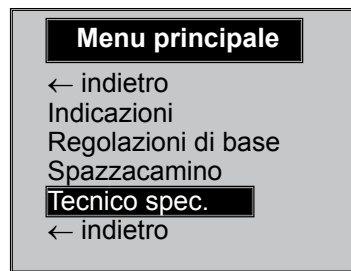 Menu principale
← indietro
Indicazioni
Regolazioni di base
Spazzacamino
Tecnico spec.
← indietro